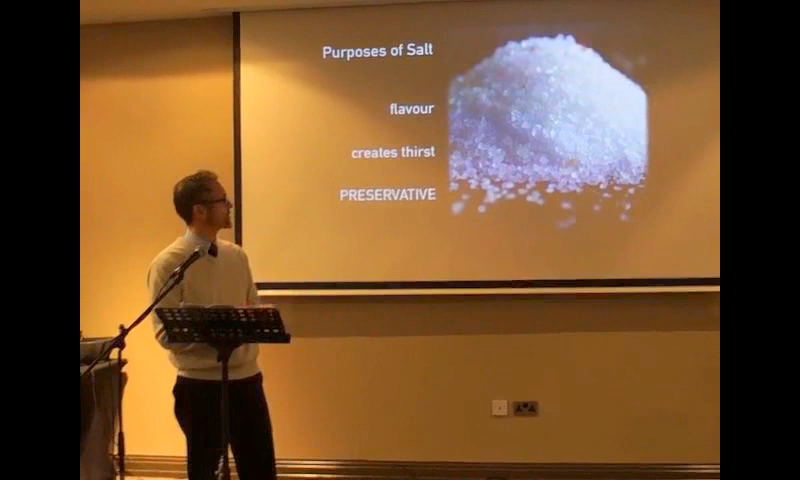 Purposes of Salt
flavour
creates thirst
PRESERVATIVE